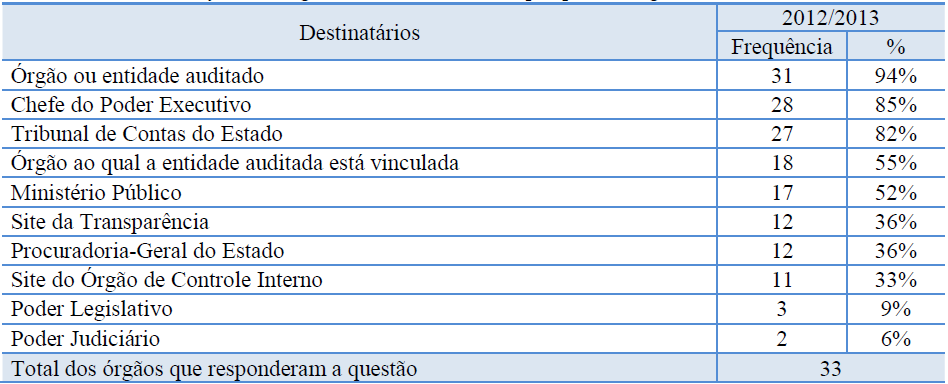 Destinatários 2012/2013
Frequência %
Órgão ou entidade auditado 31 94%
Chefe do Poder Executivo 28 85%
Tribunal de Contas do Estado 27 82%
Órgão ao qual a entidade auditada está vinculada 18 55%
Ministério Público 17 52%
Site da Transparência 12 36%
Procuradoria-Geral do Estado 12 36%
Site do Órgão de Controle Interno 11 33%
Poder Legislativo 3 9%
Poder Judiciário 2 6%
Total dos órgãos que responderam a questão 33